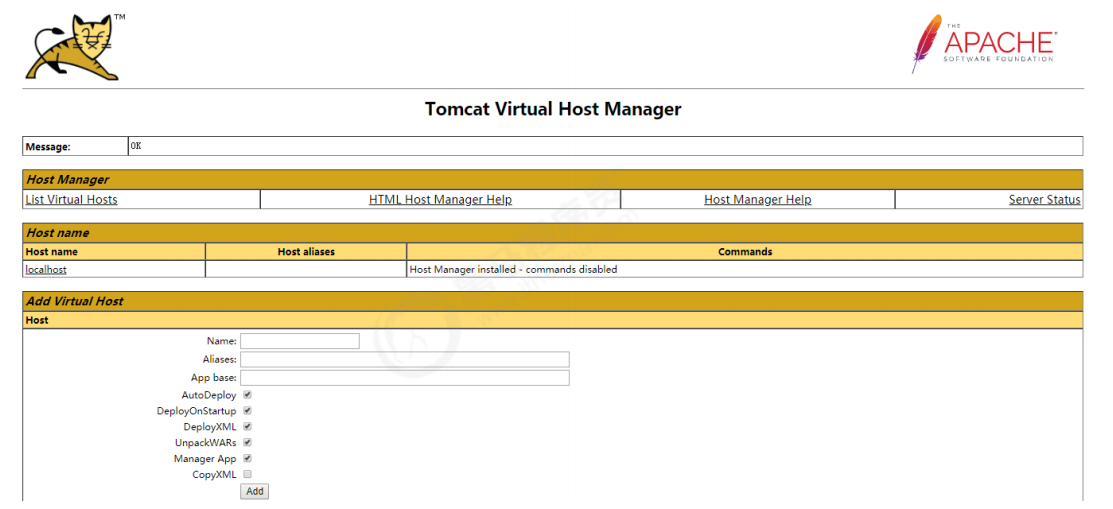 TM
THE
APACHE
SOFTWARE FOUNDATION
Tomcat Virtual Host Manager
Message: OK
Host Manager
List Virtual Hosts HTML Host Manager Help Host Manager Help Server Status
Host name
Host name Host aliases Commands
localhost Host Manager installed - commands disabled
Add Virtual Host
Host
Name:
Aliases:
App base:
AutoDeploy
DeployOnStartup
DeployXML
UnpackWARs
Manager App
CopyXML
Add